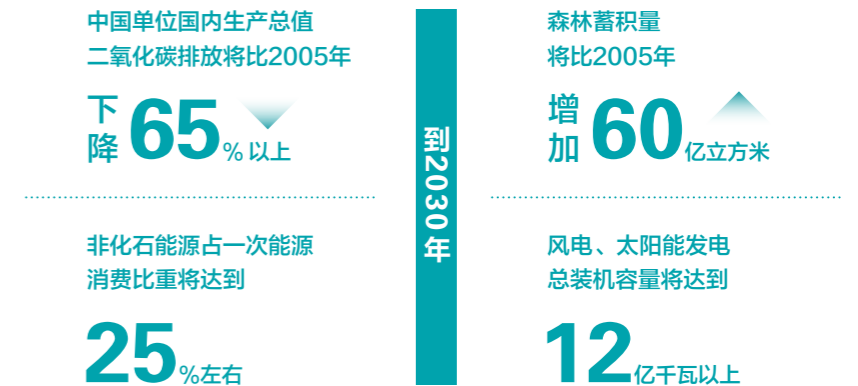 中国单位国内生产总值
二氧化碳排放将比2005年
下降 65% 以上
非化石能源占一次能源
消费比重将达到
25%左右
到2030年
森林蓄积量
将比2005年
增加 60亿立方米
风电、太阳能发电
总装机容量将达到
12亿千瓦以上